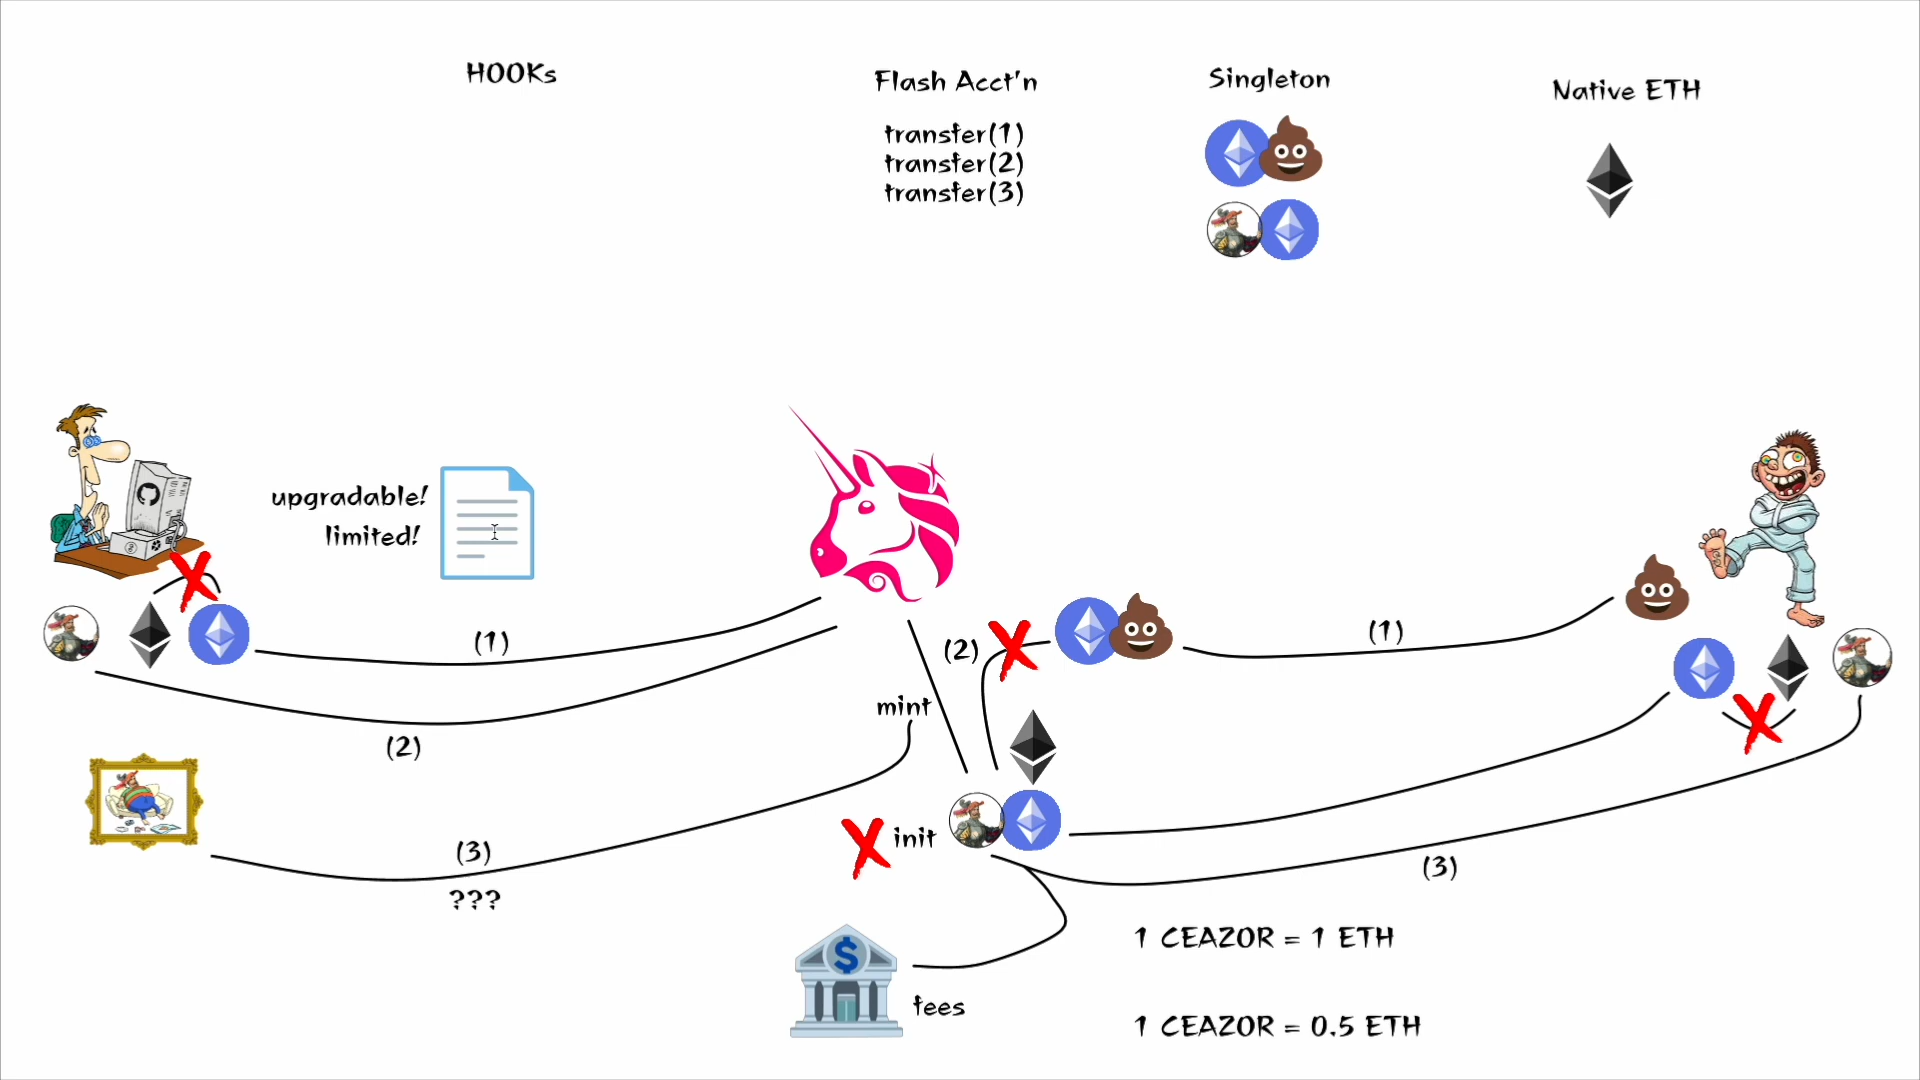 HOOKs
Flash Acct'n
transfer(1)
transfer(2)
transfer(3)
Singleton
Native ETH
upgradable!
limited!
(1)
(2)
(3)
???
mint
(2)
init
fees
(1)
(3)
1 CEAZOR = 1 ETH
1 CEAZOR = 0.5 ETH